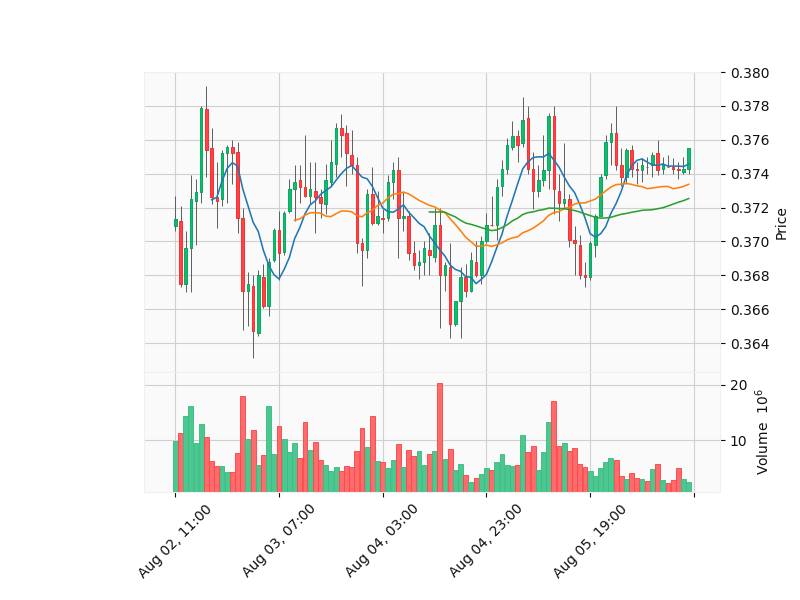 0.380
0.378
0.376
0.374
0.372
0.370
0.368
0.366
0.364
Price
20
10
Volume 10⁶
Aug 02, 11:00
Aug 03, 07:00
Aug 04, 03:00
Aug 04, 23:00
Aug 05, 19:00